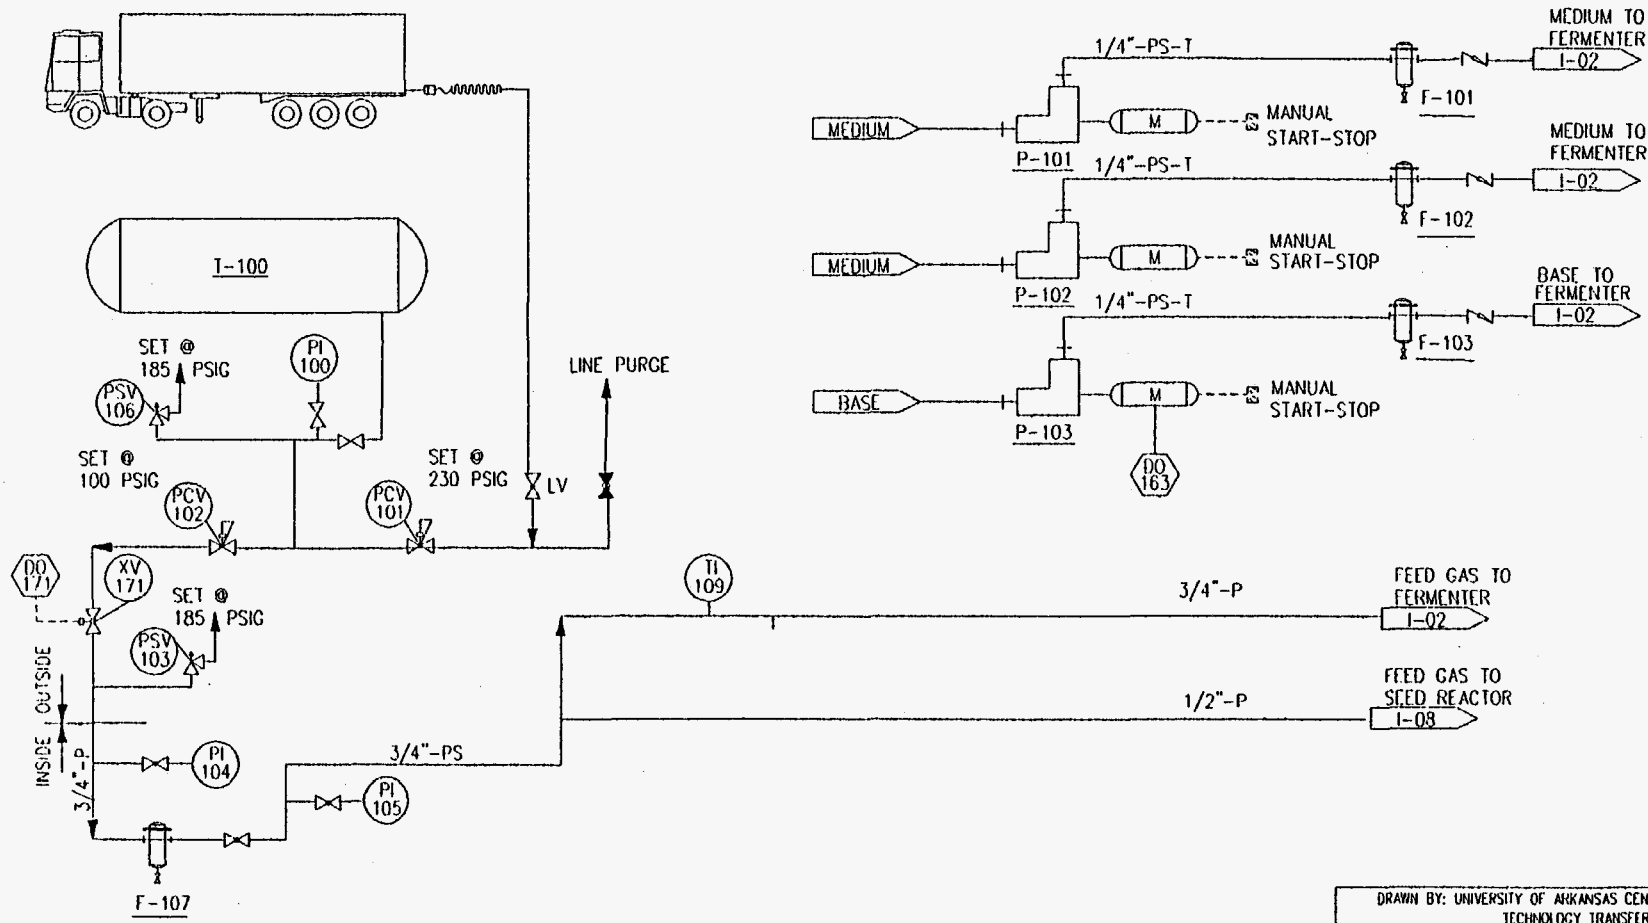 MEDIUM TO
FERMENTER
I-02
1/4"-PS-T
F-101
MEDIUM
P-101
M
MANUAL
START-STOP
MEDIUM TO
FERMENTER
I-02
1/4"-PS-T
F-102
MEDIUM
P-102
M
MANUAL
START-STOP
BASE TO
FERMENTER
I-02
1/4"-PS-T
F-103
BASE
P-103
M
MANUAL
START-STOP
DO
163
T-100
SET @
185 PSIG
PI
100
PSV
106
LINE PURGE
SET @
100 PSIG
SET @
230 PSIG
LV
PCV
102
PCV
101
DO
171
XV
171
SET @
185 PSIG
PSV
103
TI
109
3/4"-P
FEED GAS TO
FERMENTER
I-02
1/2"-P
FEED GAS TO
SEED REACTOR
I-08
INSIDE OUTSIDE
PI
104
3/4"-P
3/4"-PS
PI
105
F-107
DRAWN BY: UNIVERSITY OF ARKANSAS CEN
TECHNOLOGY TRANSFER